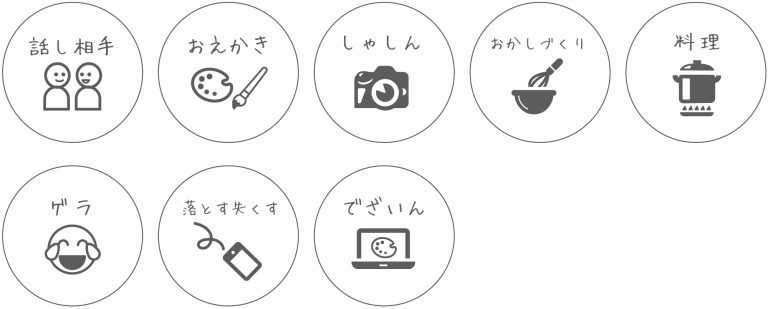 話し相手
おえかき
しゃしん
おかしづくり
料理
ゲラ
落とす失くす
でざいん